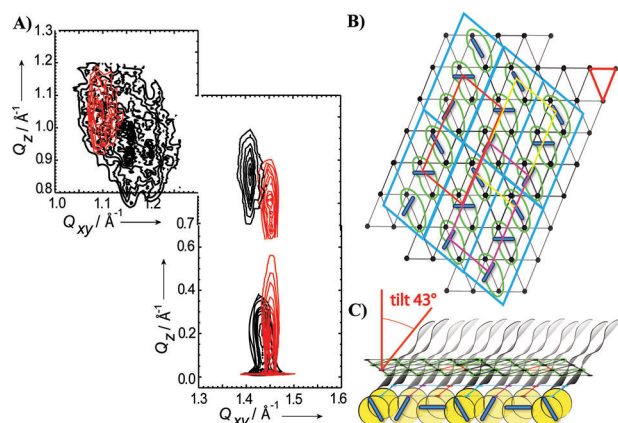 A)
B)
1.3
1.2
1.1
1.0
0.9
0.8
Q_z / Å⁻¹
1.0 1.1 1.2
Q_xy / Å⁻¹
0.7
0.6
0.5
0.4
0.3
0.2
0.1
0.0
Q_z / Å⁻¹
1.3 1.4 1.5 1.6
Q_xy / Å⁻¹
C)
tilt 43°